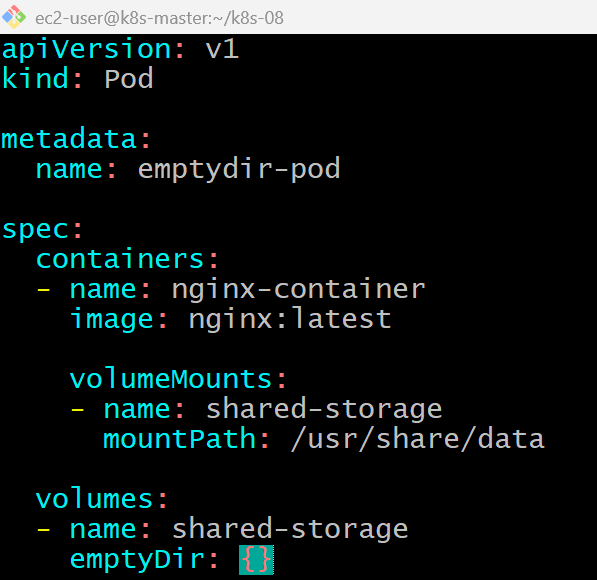 ec2-user@k8s-master:~/k8s-08
apiVersion: v1
kind: Pod

metadata:
  name: emptydir-pod

spec:
  containers:
  - name: nginx-container
    image: nginx:latest

    volumeMounts:
    - name: shared-storage
      mountPath: /usr/share/data

  volumes:
  - name: shared-storage
    emptyDir: {}